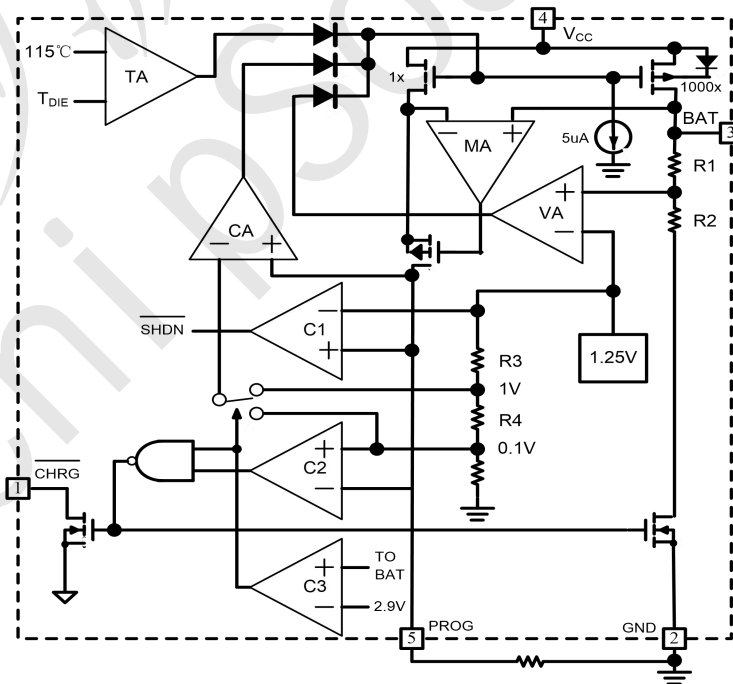 4
VCC
115℃
TA
TDIE
1x
1000x
MA
5uA
BAT
3
R1
VA
R2
CA
SHDN
C1
R3
1.25V
1V
R4
0.1V
CHRG
C2
1
C3
TO
BAT
2.9V
5
PROG
GND
2